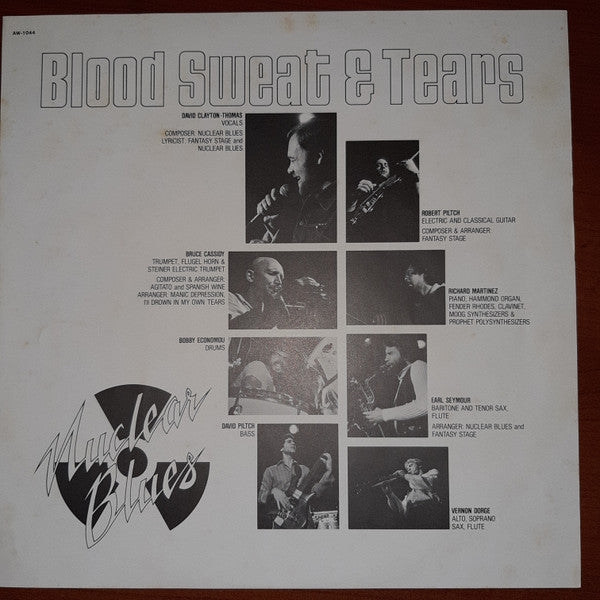 AW-1044
Blood Sweat & Tears
DAVID CLAYTON-THOMAS
VOCALS
COMPOSER: NUCLEAR BLUES
LYRICIST: FANTASY STAGE and
NUCLEAR BLUES
ROBERT PILTCH
ELECTRIC AND CLASSICAL GUITAR
COMPOSER & ARRANGER:
FANTASY STAGE
BRUCE CASSIDY
TRUMPET, FLUGEL HORN &
STEINER ELECTRIC TRUMPET
COMPOSER & ARRANGER:
AGITATO and SPANISH WINE
ARRANGER: MANIC DEPRESSION,
I'll DROWN IN MY OWN TEARS
RICHARD MARTINEZ
PIANO, HAMMOND ORGAN,
FENDER RHODES, CLAVINET,
MOOG SYNTHESIZERS &
PROPHET POLYSYNTHESIZERS
BOBBY ECONOMOU
DRUMS
EARL SEYMOUR
BARITONE AND TENOR SAX,
FLUTE
ARRANGER: NUCLEAR BLUES and
FANTASY STAGE
DAVID PILTCH
BASS
VERNON DORGE
ALTO, SOPRANO
SAX, FLUTE
Nuclear
Blues